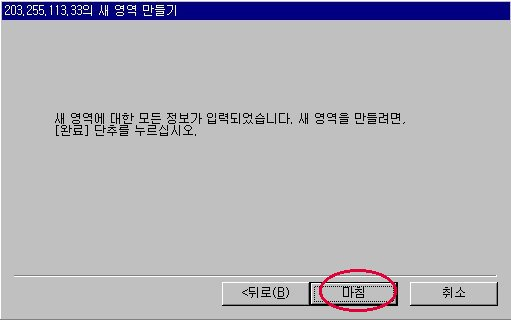 203,255,113,33의 새 영역 만들기
새 영역에 대한 모든 정보가 입력되었습니다. 새 영역을 만들려면,
[완료] 단추를 누르십시오.
<뒤로(B) 마침 취소